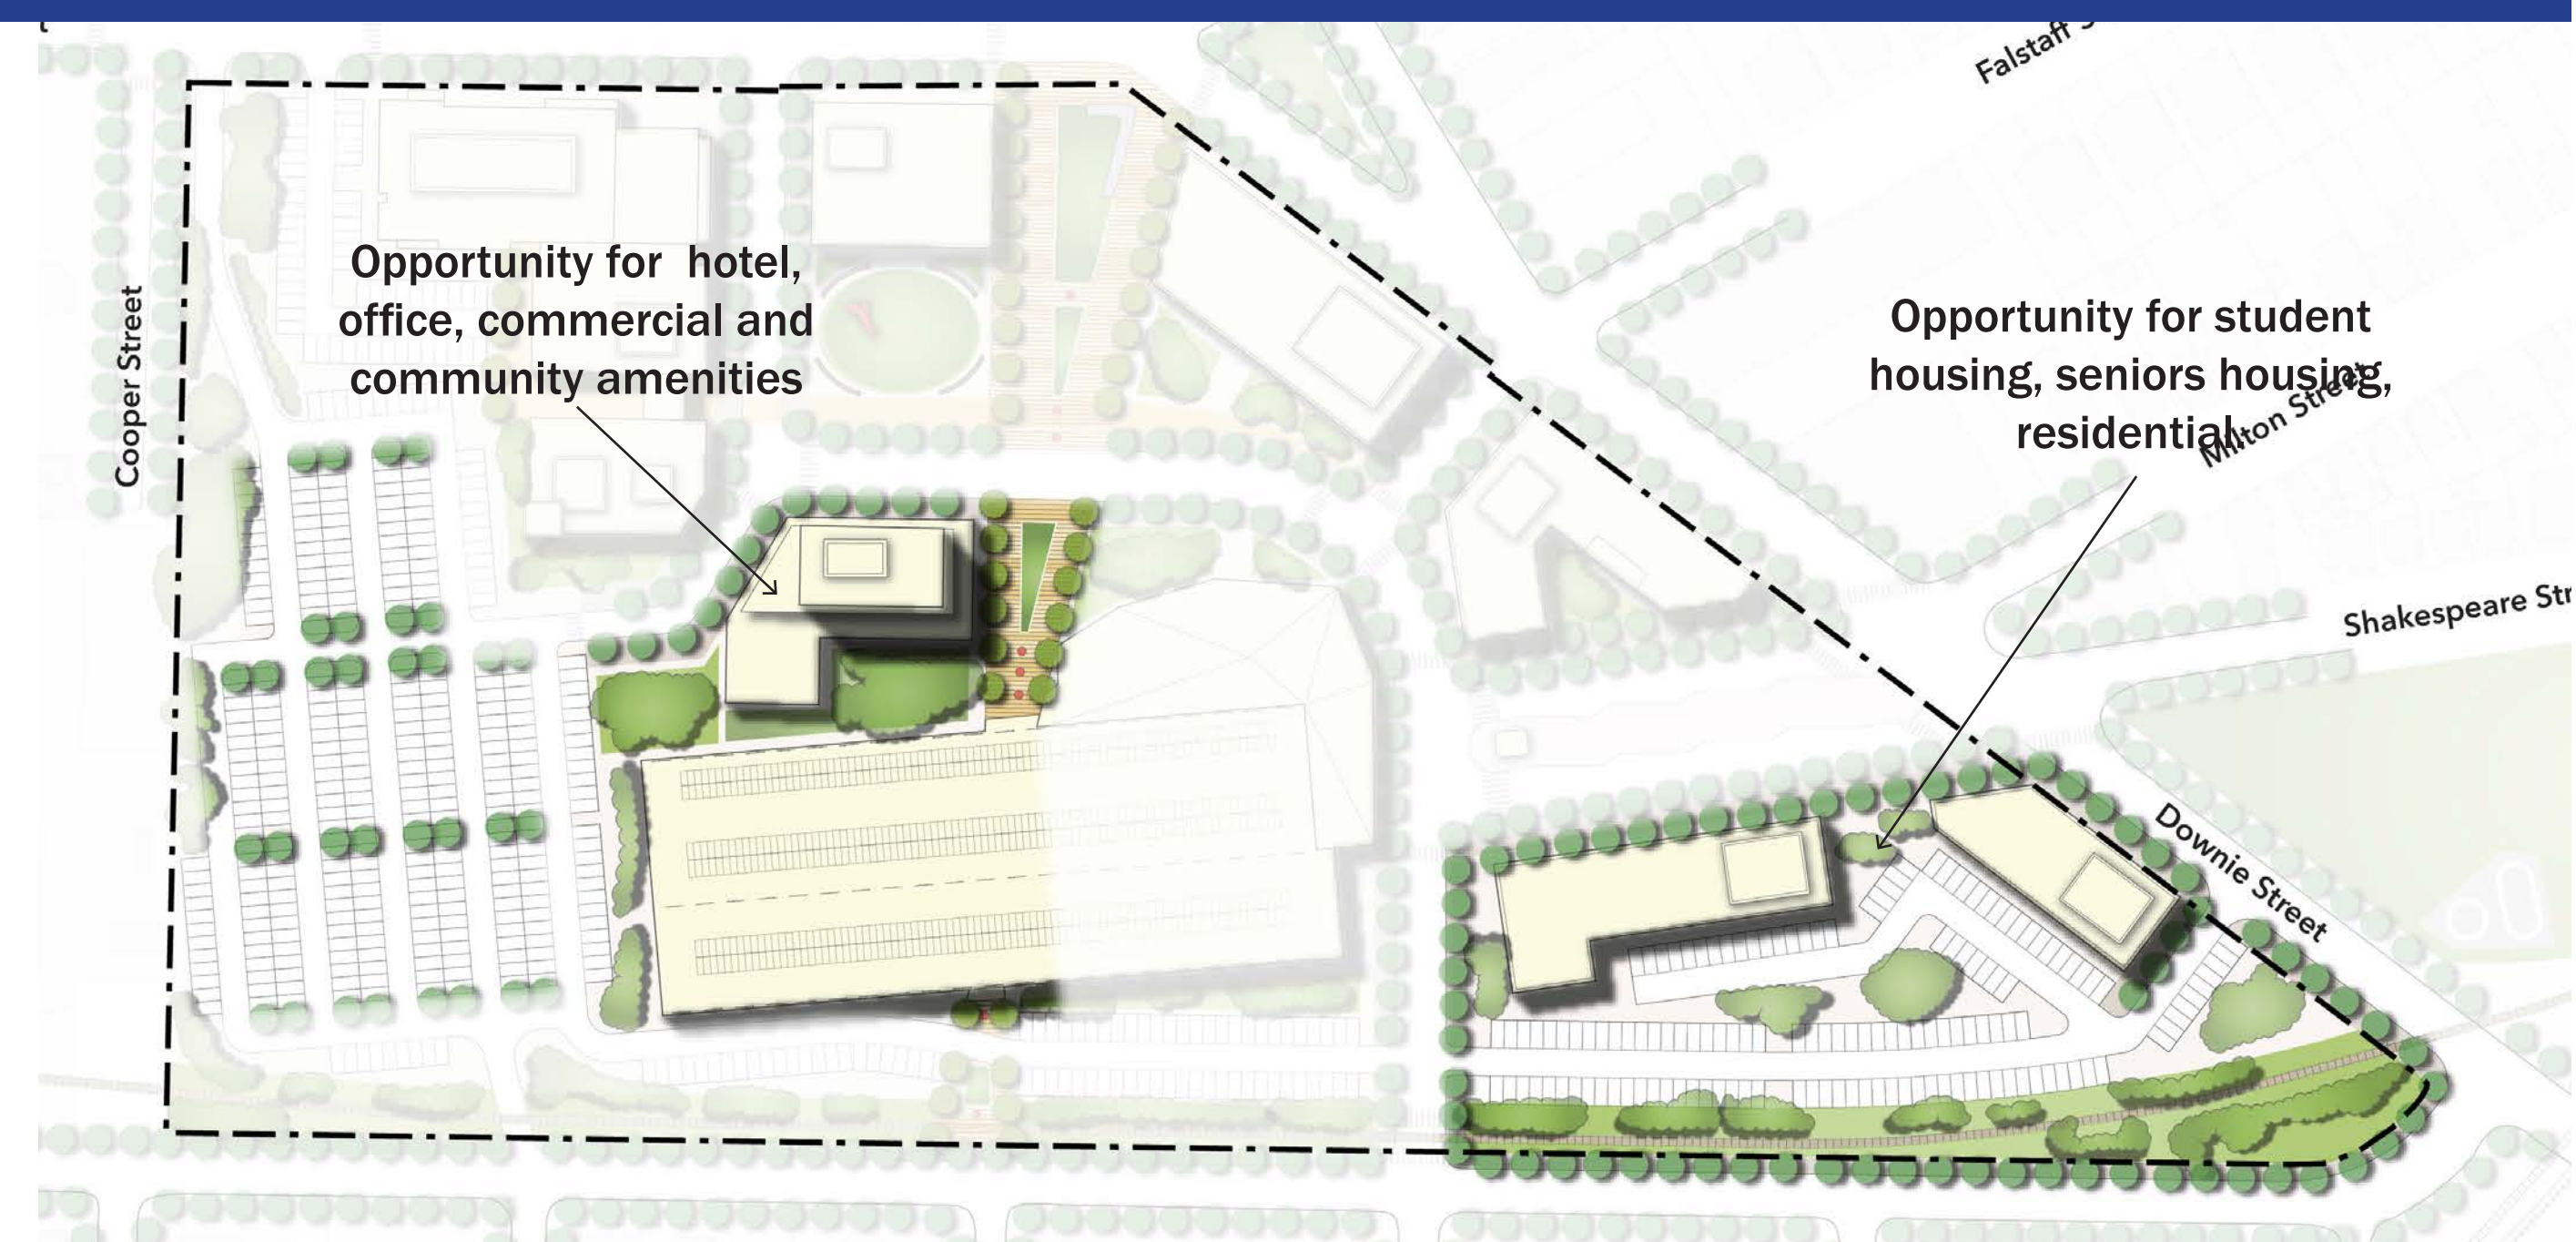 Falstaff
Opportunity for hotel,
office, commercial and
community amenities
Cooper Street
Opportunity for student
housing, seniors housing,
residential.
Milton Street
Shakespeare Str
Downie Street